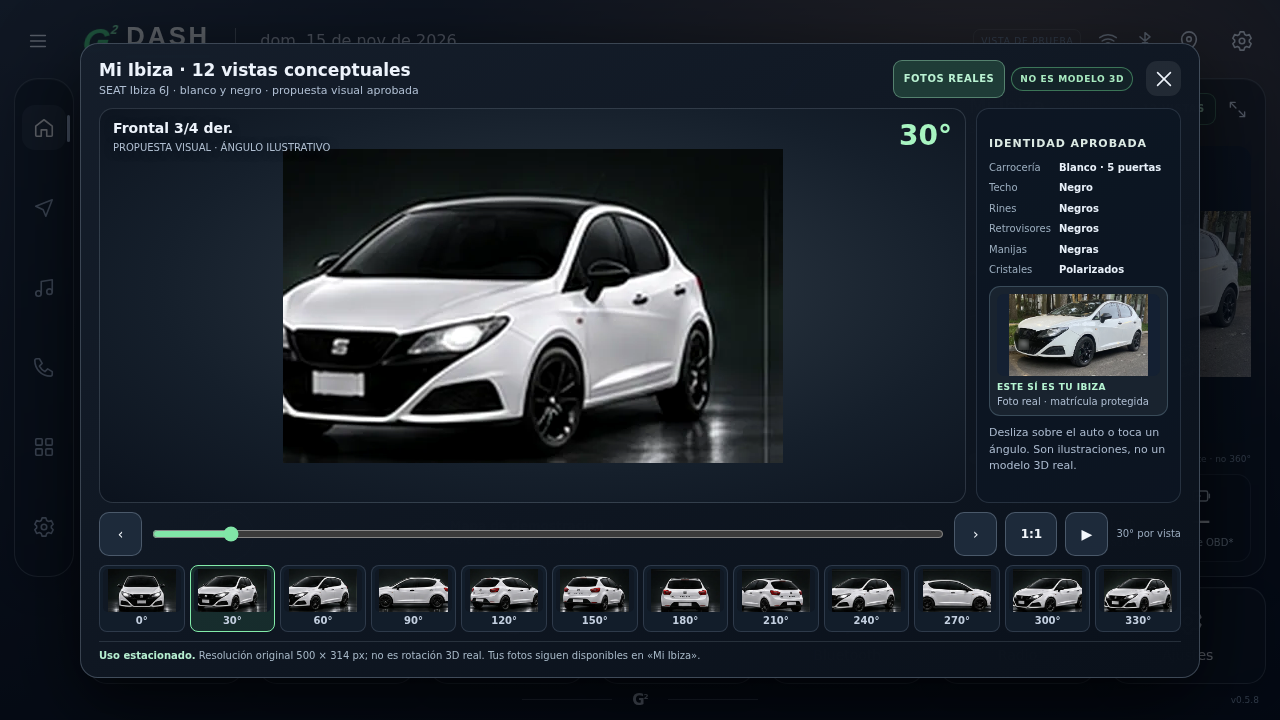 G² DASH
dom, 15 de nov de 2026
VISTA DE PRUEBA
Mi Ibiza · 12 vistas conceptuales
SEAT Ibiza 6J · blanco y negro · propuesta visual aprobada
FOTOS REALES
NO ES MODELO 3D
Frontal 3/4 der.
PROPUESTA VISUAL · ÁNGULO ILUSTRATIVO
30°
IDENTIDAD APROBADA
Carrocería Blanco · 5 puertas
Techo Negro
Rines Negros
Retrovisores Negros
Manijas Negras
Cristales Polarizados
ESTE SÍ ES TU IBIZA
Foto real · matrícula protegida
Desliza sobre el auto o toca un
ángulo. Son ilustraciones, no un
modelo 3D real.
· no 360°
OBD*
‹
›
1:1
▶
30° por vista
0°
30°
60°
90°
120°
150°
180°
210°
240°
270°
300°
330°
Uso estacionado. Resolución original 500 × 314 px; no es rotación 3D real. Tus fotos siguen disponibles en «Mi Ibiza».
G²
v0.5.8